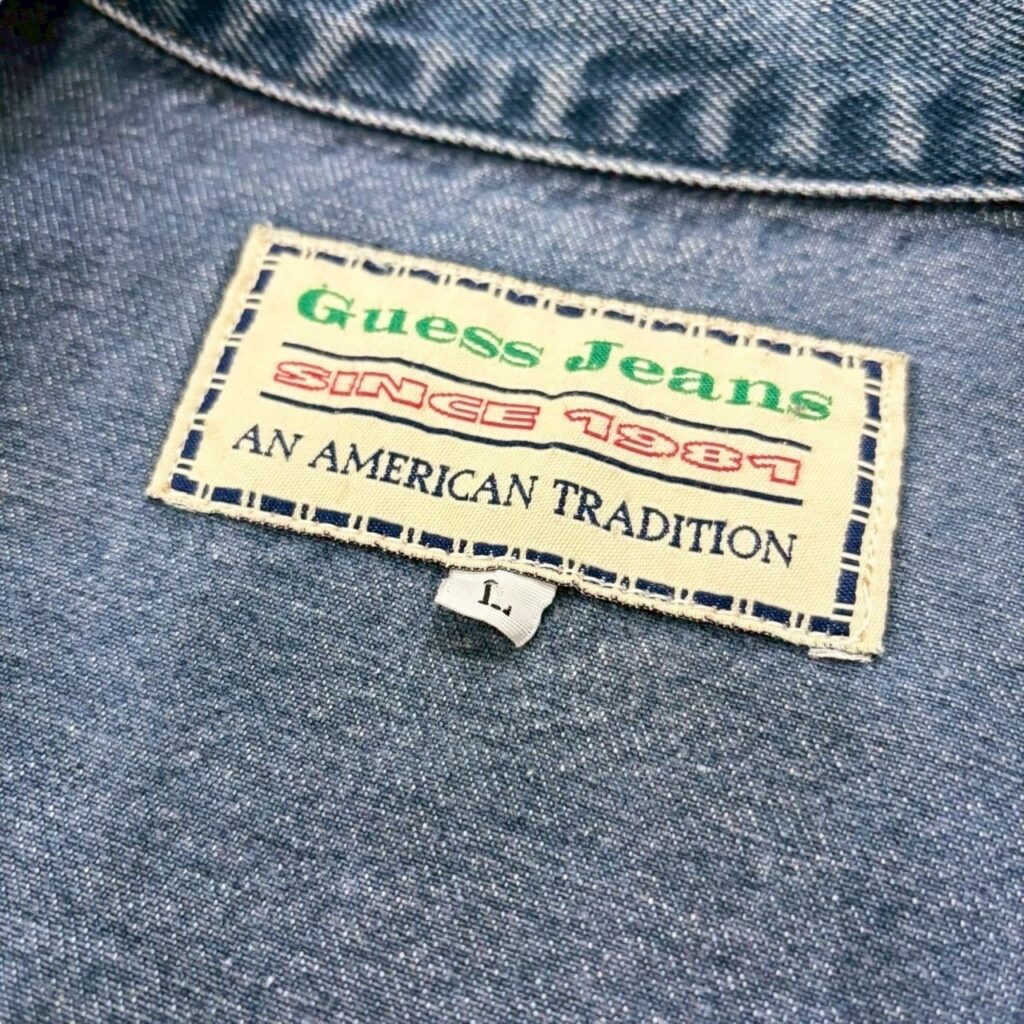 Guess Jeans
SINCE 1981
AN AMERICAN TRADITION
L